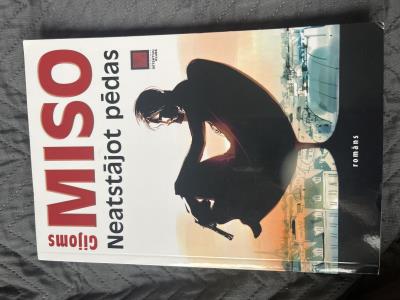 Gijoms
MISO
Neatstājot pēdas
romāns